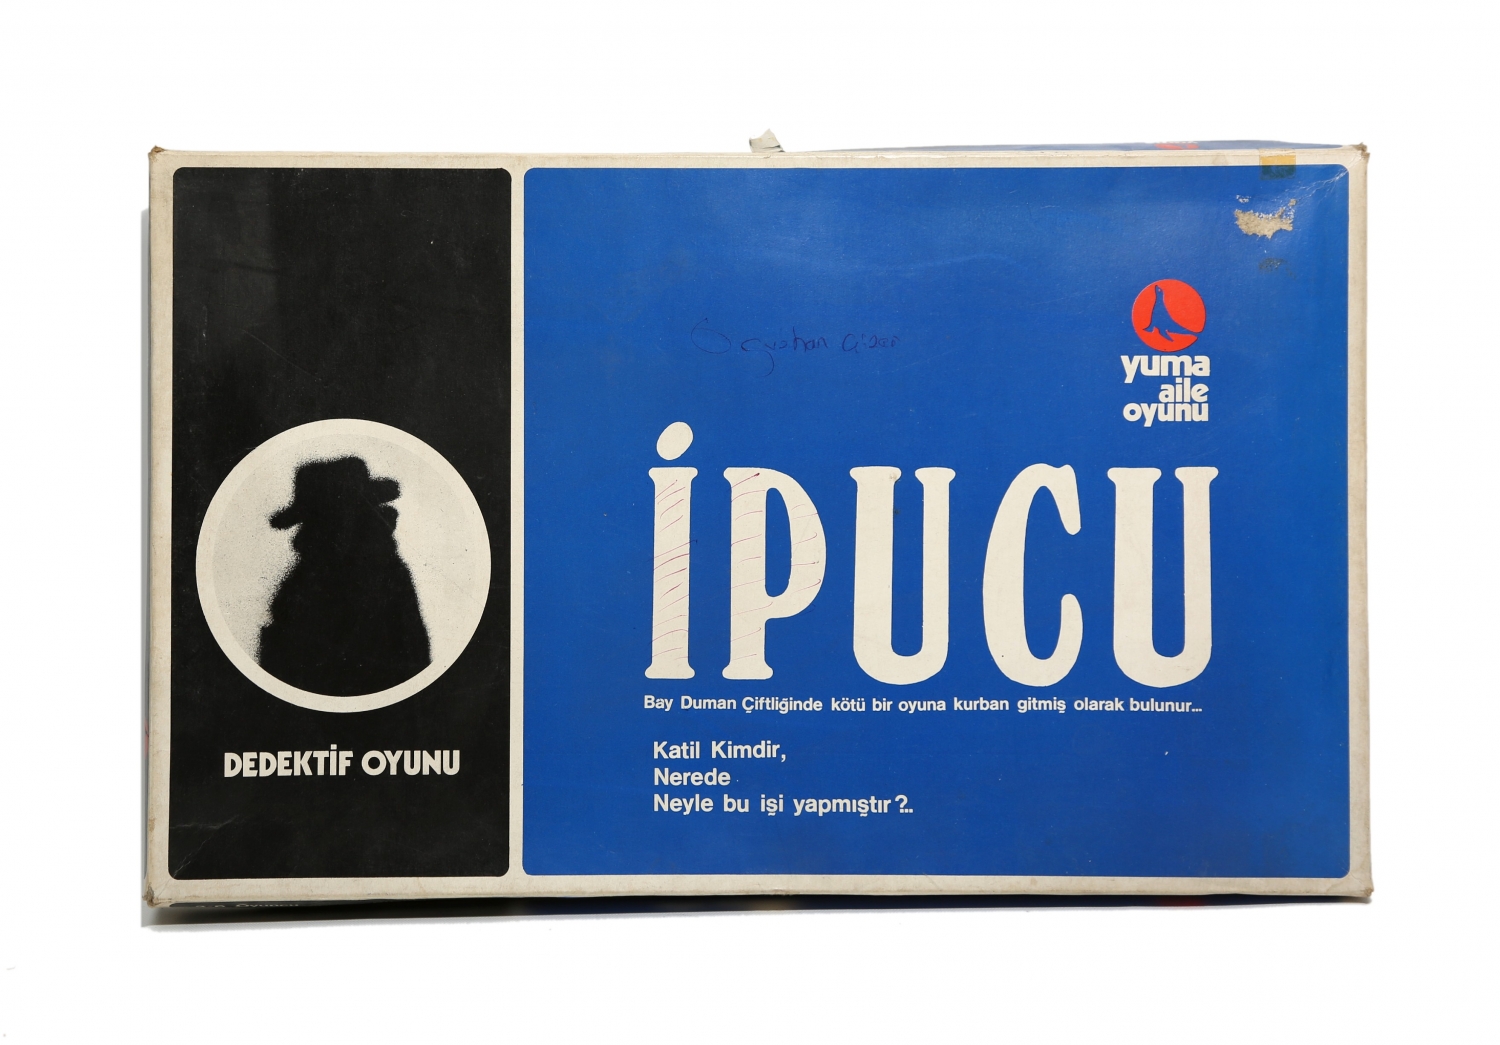 yuma
aile
oyunu
İPUCU
Bay Duman Çiftliğinde kötü bir oyuna kurban gitmiş olarak bulunur...
Katil Kimdir,
Nerede
Neyle bu işi yapmıştır?..
DEDEKTİF OYUNU